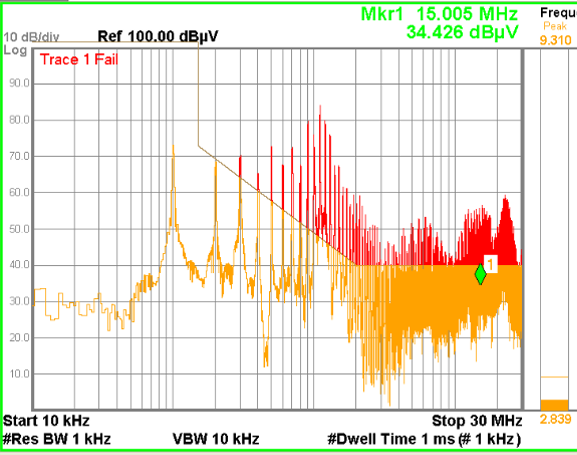 Mkr1 15.005 MHz
34.426 dBµV
Frequ
Peak
9.310
10 dB/div
Log
Ref 100.00 dBµV
Trace 1 Fail
90.0
80.0
70.0
60.0
50.0
40.0
30.0
20.0
10.0
1
Start 10 kHz
Stop 30 MHz
2.839
#Res BW 1 kHz
VBW 10 kHz
#Dwell Time 1 ms (# 1 kHz)